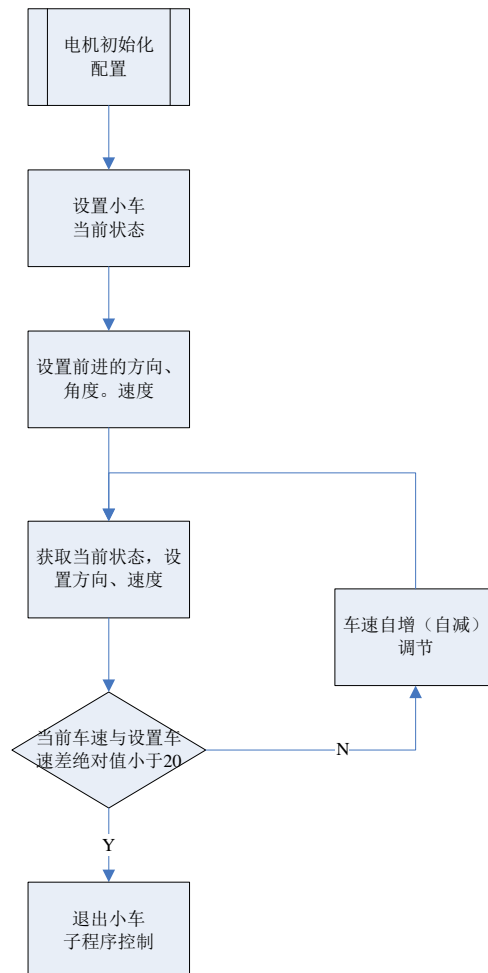 电机初始化
配置
设置小车
当前状态
设置前进的方向、
角度。速度
获取当前状态，设
置方向、速度
车速自增（自减）
调节
当前车速与设置车
速差绝对值小于20
N
Y
退出小车
子程序控制